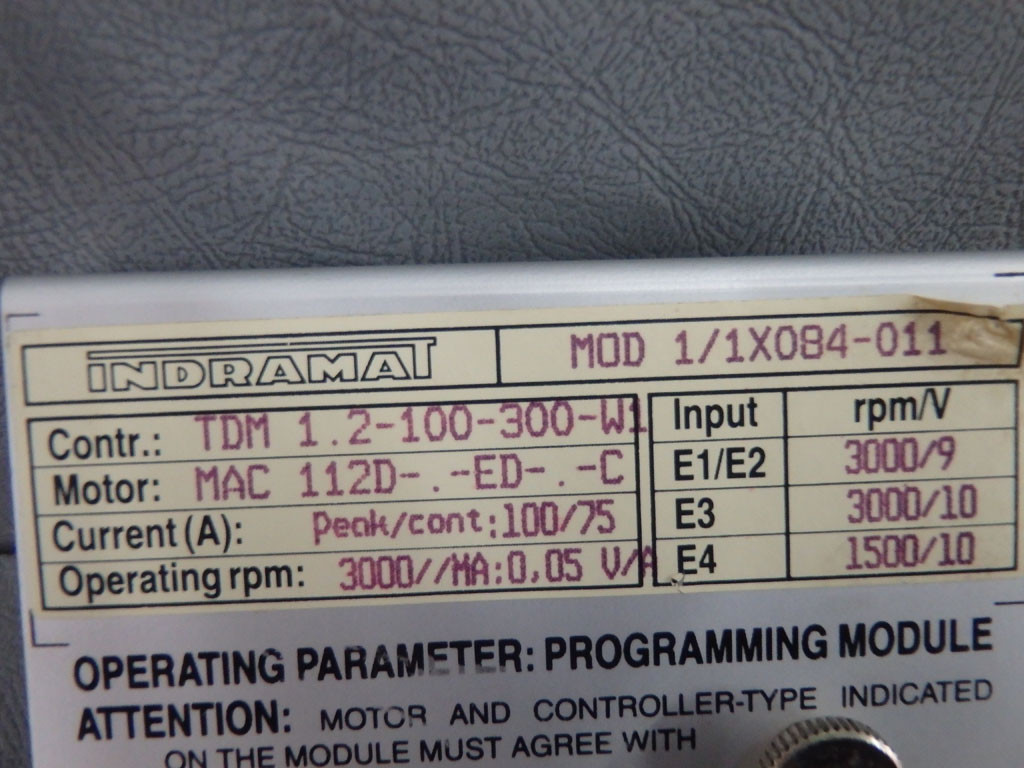 INDRAMAT MOD 1/1X084-011
Contr.: TDM 1.2-100-300-W1
Motor: MAC 112D-.-ED-.-C
Current (A): Peak/cont:100/75
Operating rpm: 3000//MA:0,05 V/A
Input rpm/V
E1/E2 3000/9
E3 3000/10
E4 1500/10
OPERATING PARAMETER: PROGRAMMING MODULE
ATTENTION: MOTOR AND CONTROLLER-TYPE INDICATED
ON THE MODULE MUST AGREE WITH